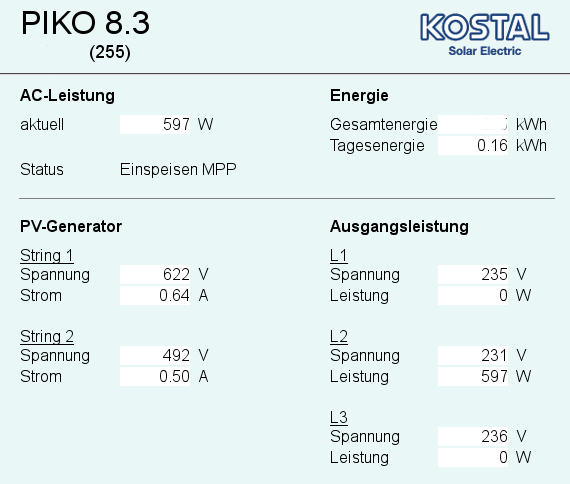 PIKO 8.3
(255)
KOSTAL
Solar Electric
AC-Leistung
aktuell 597 W
Status Einspeisen MPP
Energie
Gesamtenergie kWh
Tagesenergie 0.16 kWh
PV-Generator
String 1
Spannung 622 V
Strom 0.64 A
String 2
Spannung 492 V
Strom 0.50 A
Ausgangsleistung
L1
Spannung 235 V
Leistung 0 W
L2
Spannung 231 V
Leistung 597 W
L3
Spannung 236 V
Leistung 0 W